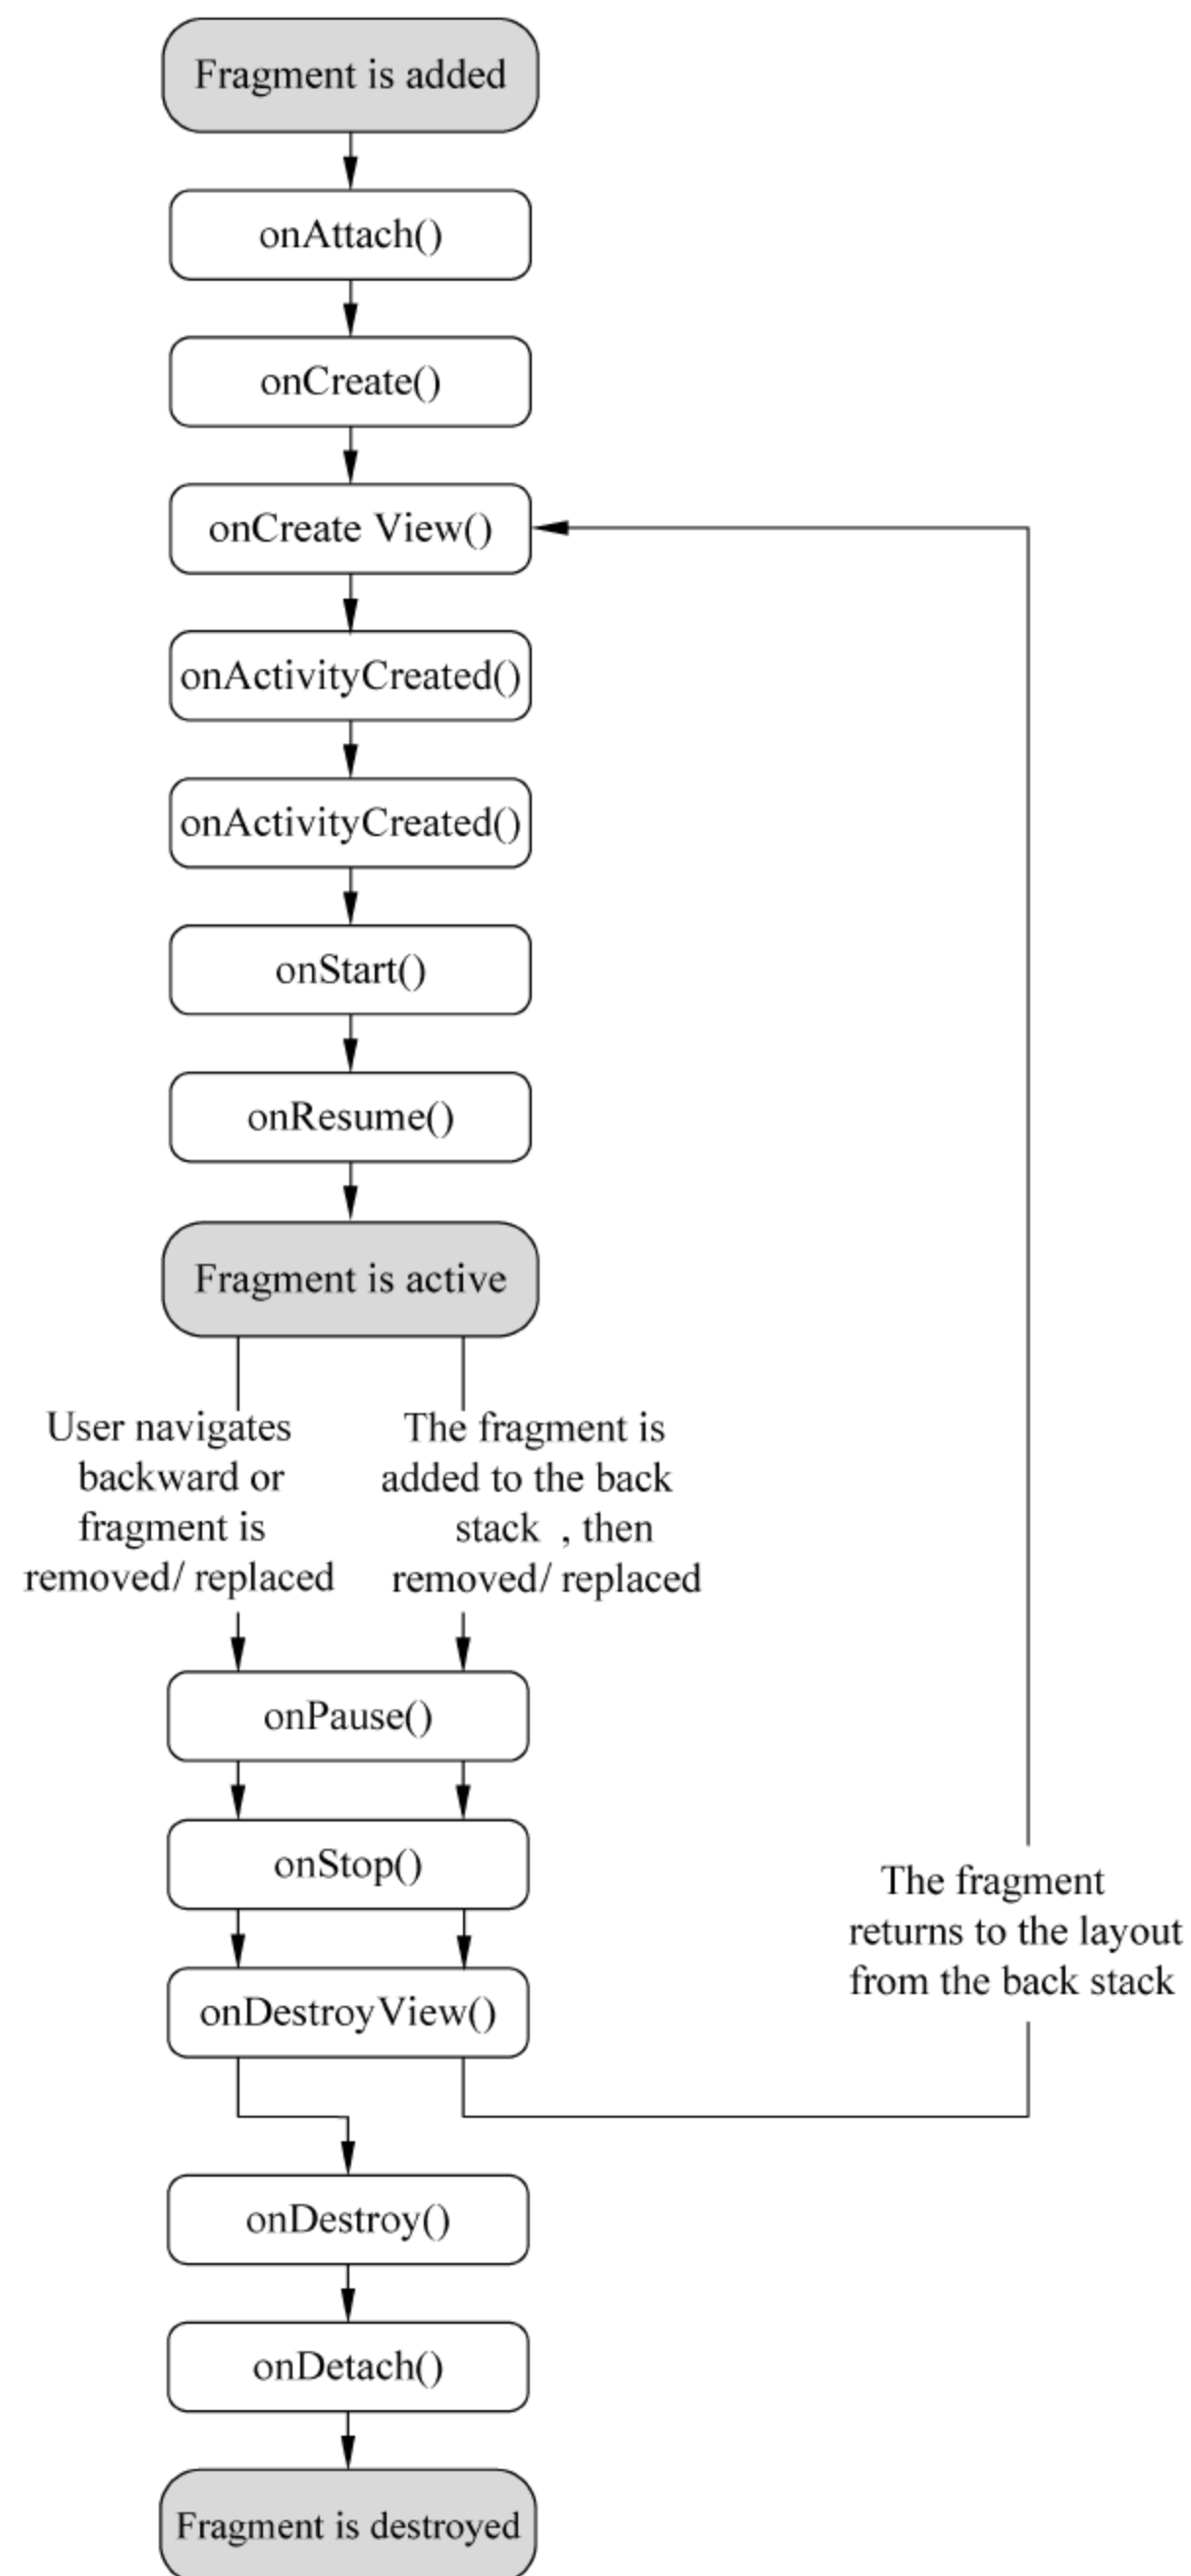 Fragment is added
onAttach()
onCreate()
onCreate View()
onActivityCreated()
onActivityCreated()
onStart()
onResume()
Fragment is active
User navigates
backward or
fragment is
removed/ replaced
The fragment is
added to the back
stack , then
removed/ replaced
onPause()
onStop()
onDestroyView()
The fragment
returns to the layout
from the back stack
onDestroy()
onDetach()
Fragment is destroyed